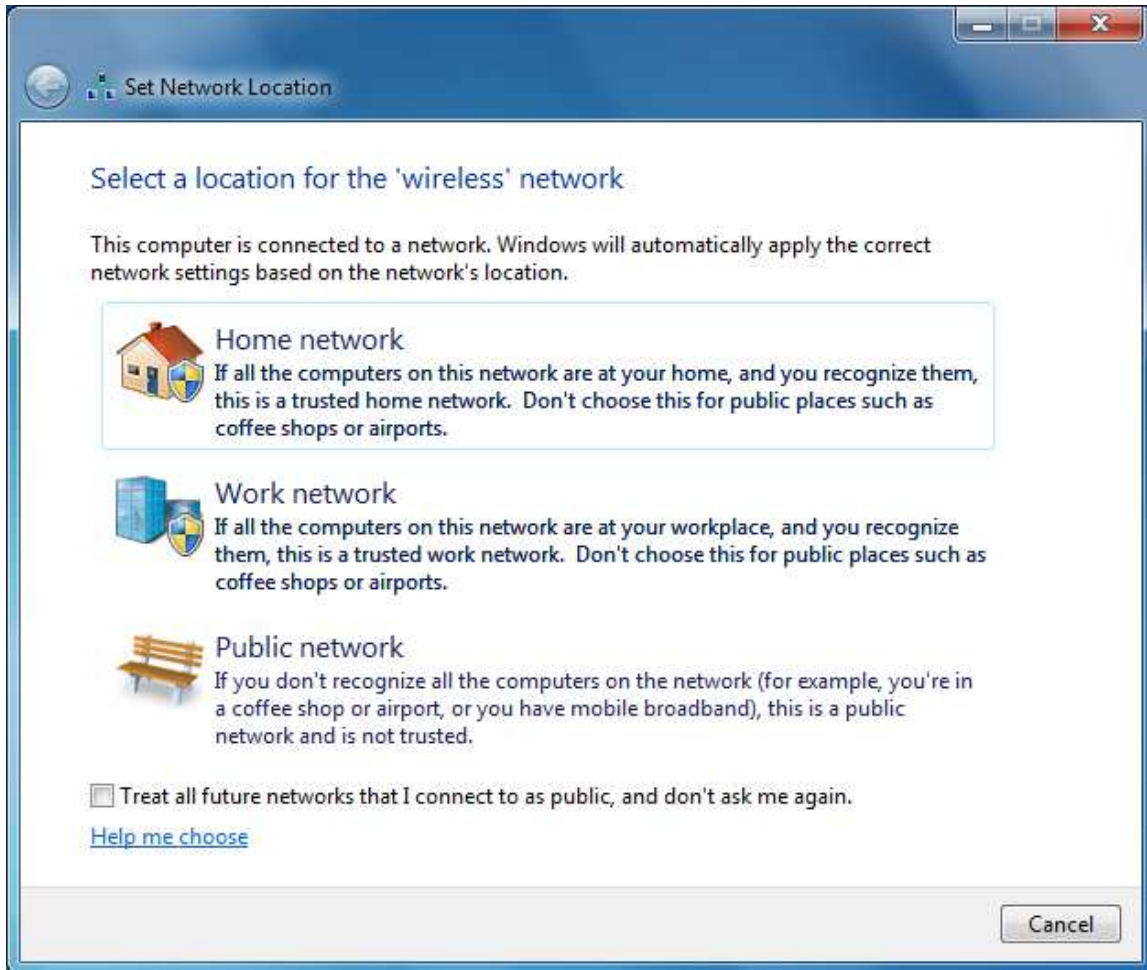 Set Network Location
Select a location for the 'wireless' network
This computer is connected to a network. Windows will automatically apply the correct
network settings based on the network's location.
Home network
If all the computers on this network are at your home, and you recognize them,
this is a trusted home network.  Don't choose this for public places such as
coffee shops or airports.
Work network
If all the computers on this network are at your workplace, and you recognize
them, this is a trusted work network.  Don't choose this for public places such as
coffee shops or airports.
Public network
If you don't recognize all the computers on the network (for example, you're in
a coffee shop or airport, or you have mobile broadband), this is a public
network and is not trusted.
Treat all future networks that I connect to as public, and don't ask me again.
Help me choose
Cancel